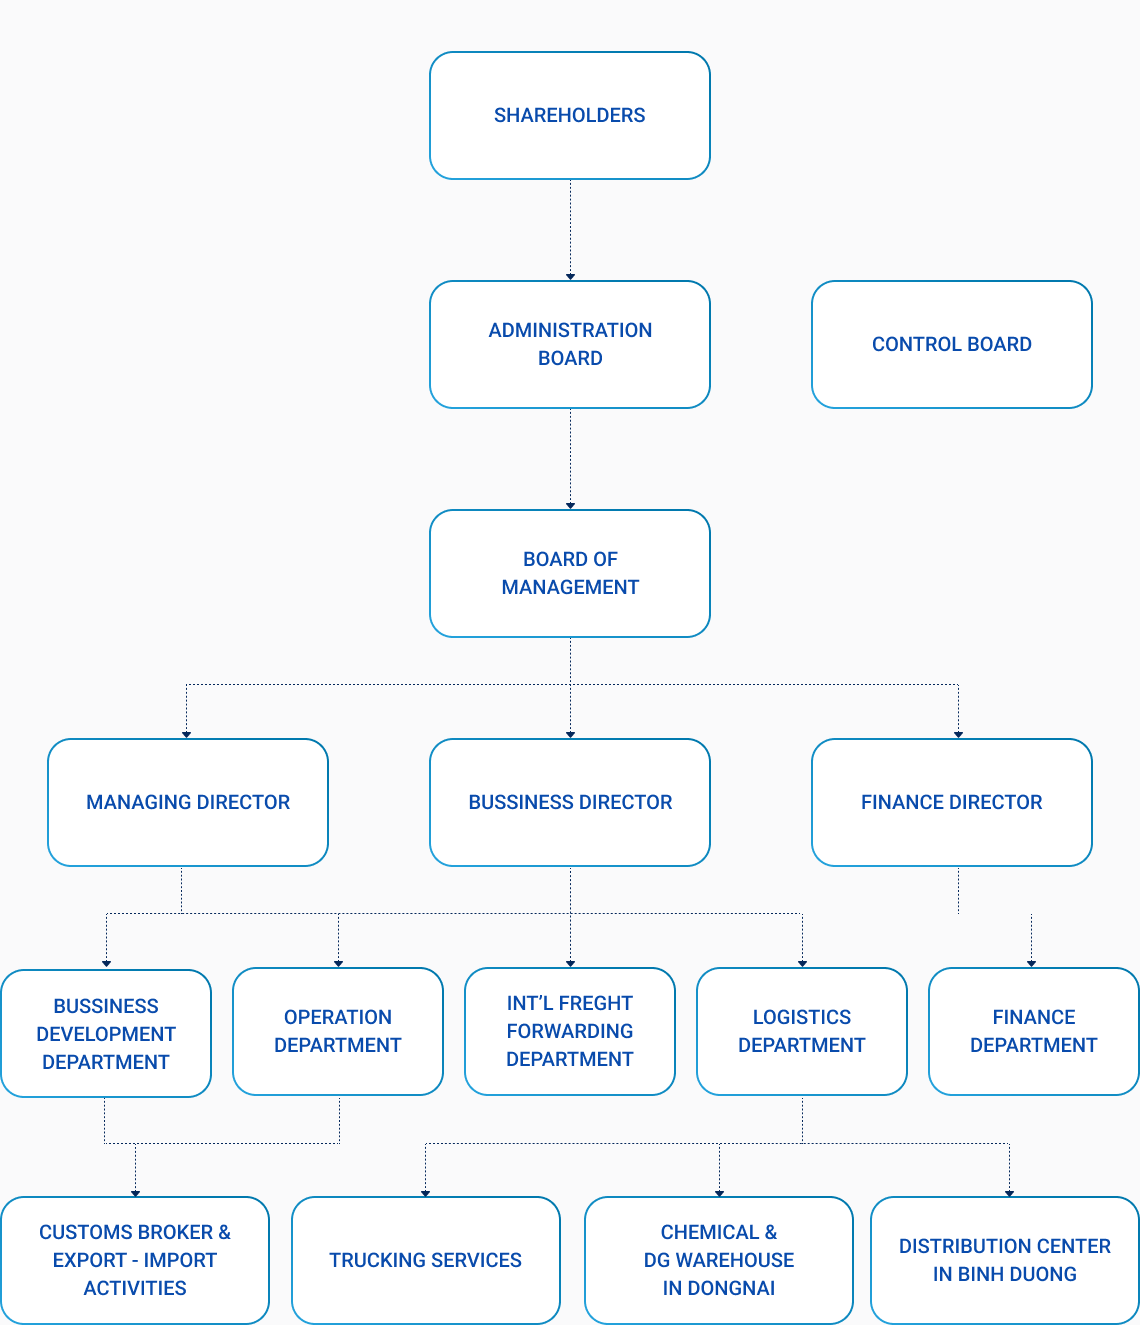 SHAREHOLDERS
ADMINISTRATION
BOARD
CONTROL BOARD
BOARD OF
MANAGEMENT
MANAGING DIRECTOR
BUSSINESS DIRECTOR
FINANCE DIRECTOR
BUSSINESS
DEVELOPMENT
DEPARTMENT
OPERATION
DEPARTMENT
INT’L FREGHT
FORWARDING
DEPARTMENT
LOGISTICS
DEPARTMENT
FINANCE
DEPARTMENT
CUSTOMS BROKER &
EXPORT - IMPORT
ACTIVITIES
TRUCKING SERVICES
CHEMICAL &
DG WAREHOUSE
IN DONGNAI
DISTRIBUTION CENTER
IN BINH DUONG